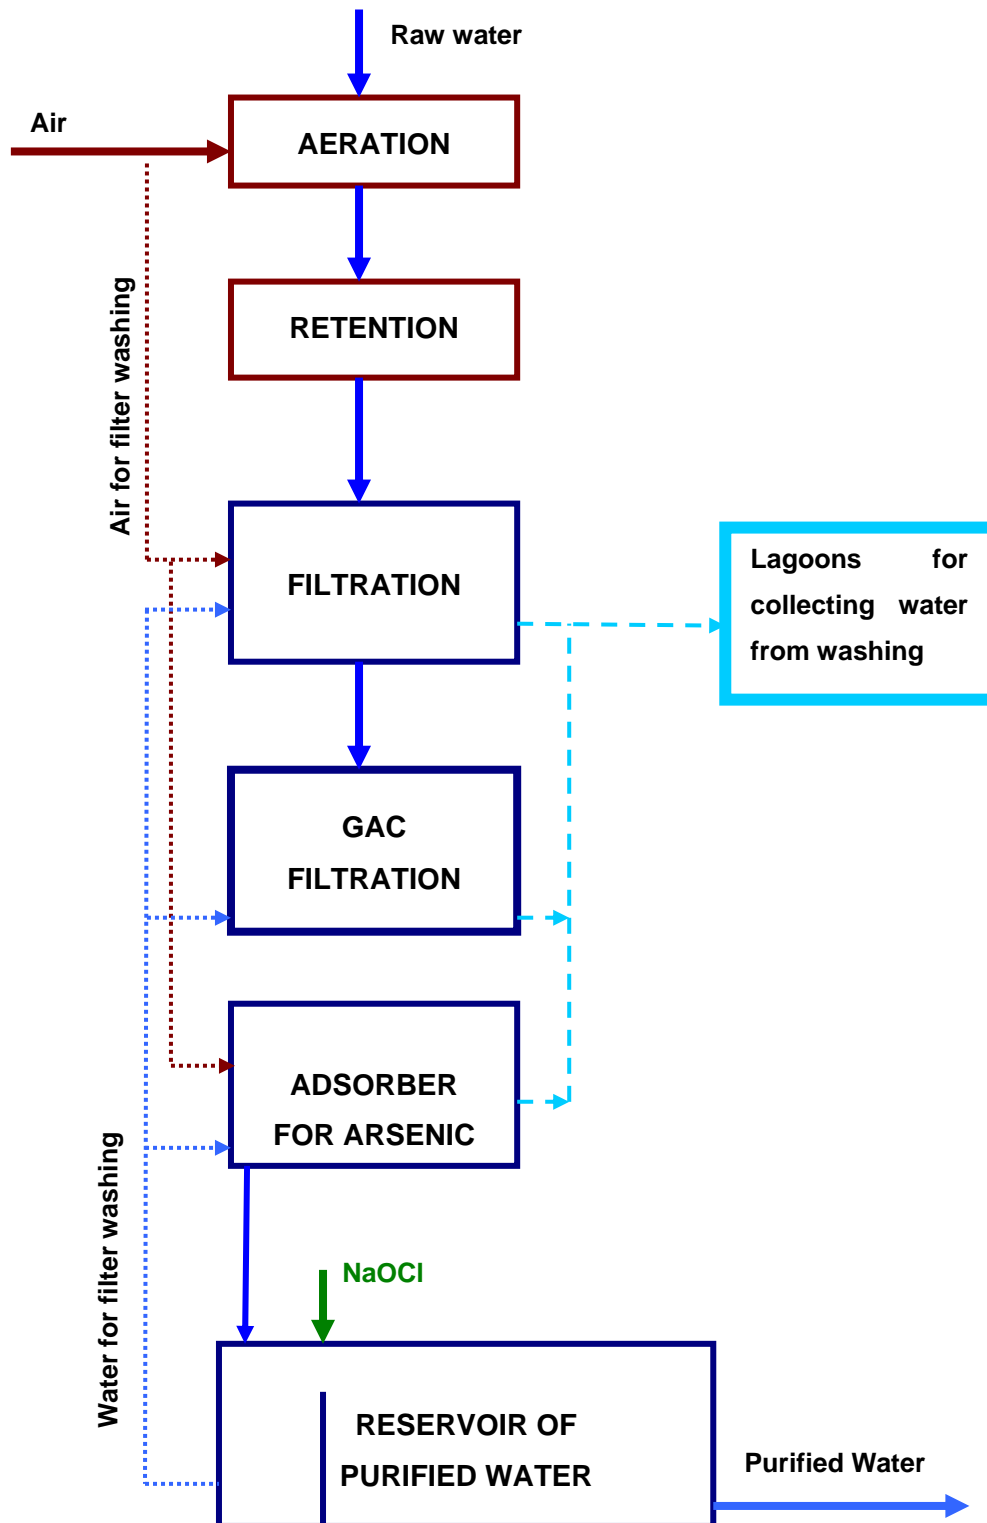 Raw water
Air
AERATION
RETENTION
Air for filter washing
FILTRATION
Lagoons for
collecting water
from washing
GAC
FILTRATION
ADSORBER
FOR ARSENIC
Water for filter washing
NaOCl
RESERVOIR OF
PURIFIED WATER
Purified Water